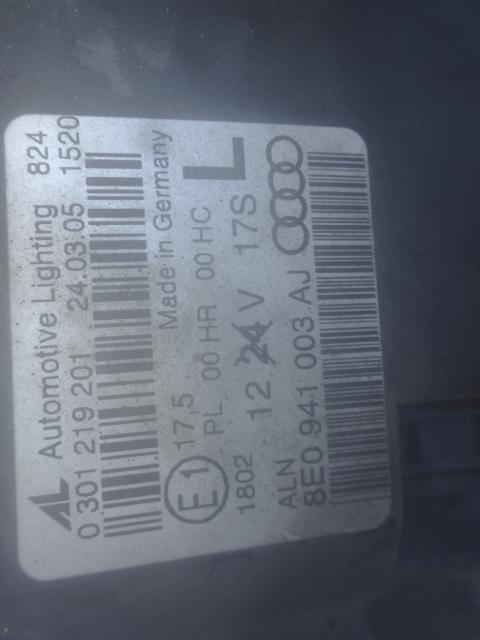 AL Automotive Lighting 824
0 301 219 201 24.03.05 1520
Made in Germany
E1 17,5
PL 00 HR 00 HC L
1802 12 24 V 17S
ALN
8E0 941 003 AJ